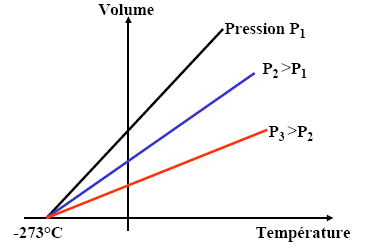 Volume
Pression P₁
P₂ >P₁
P₃ >P₂
-273°C
Température